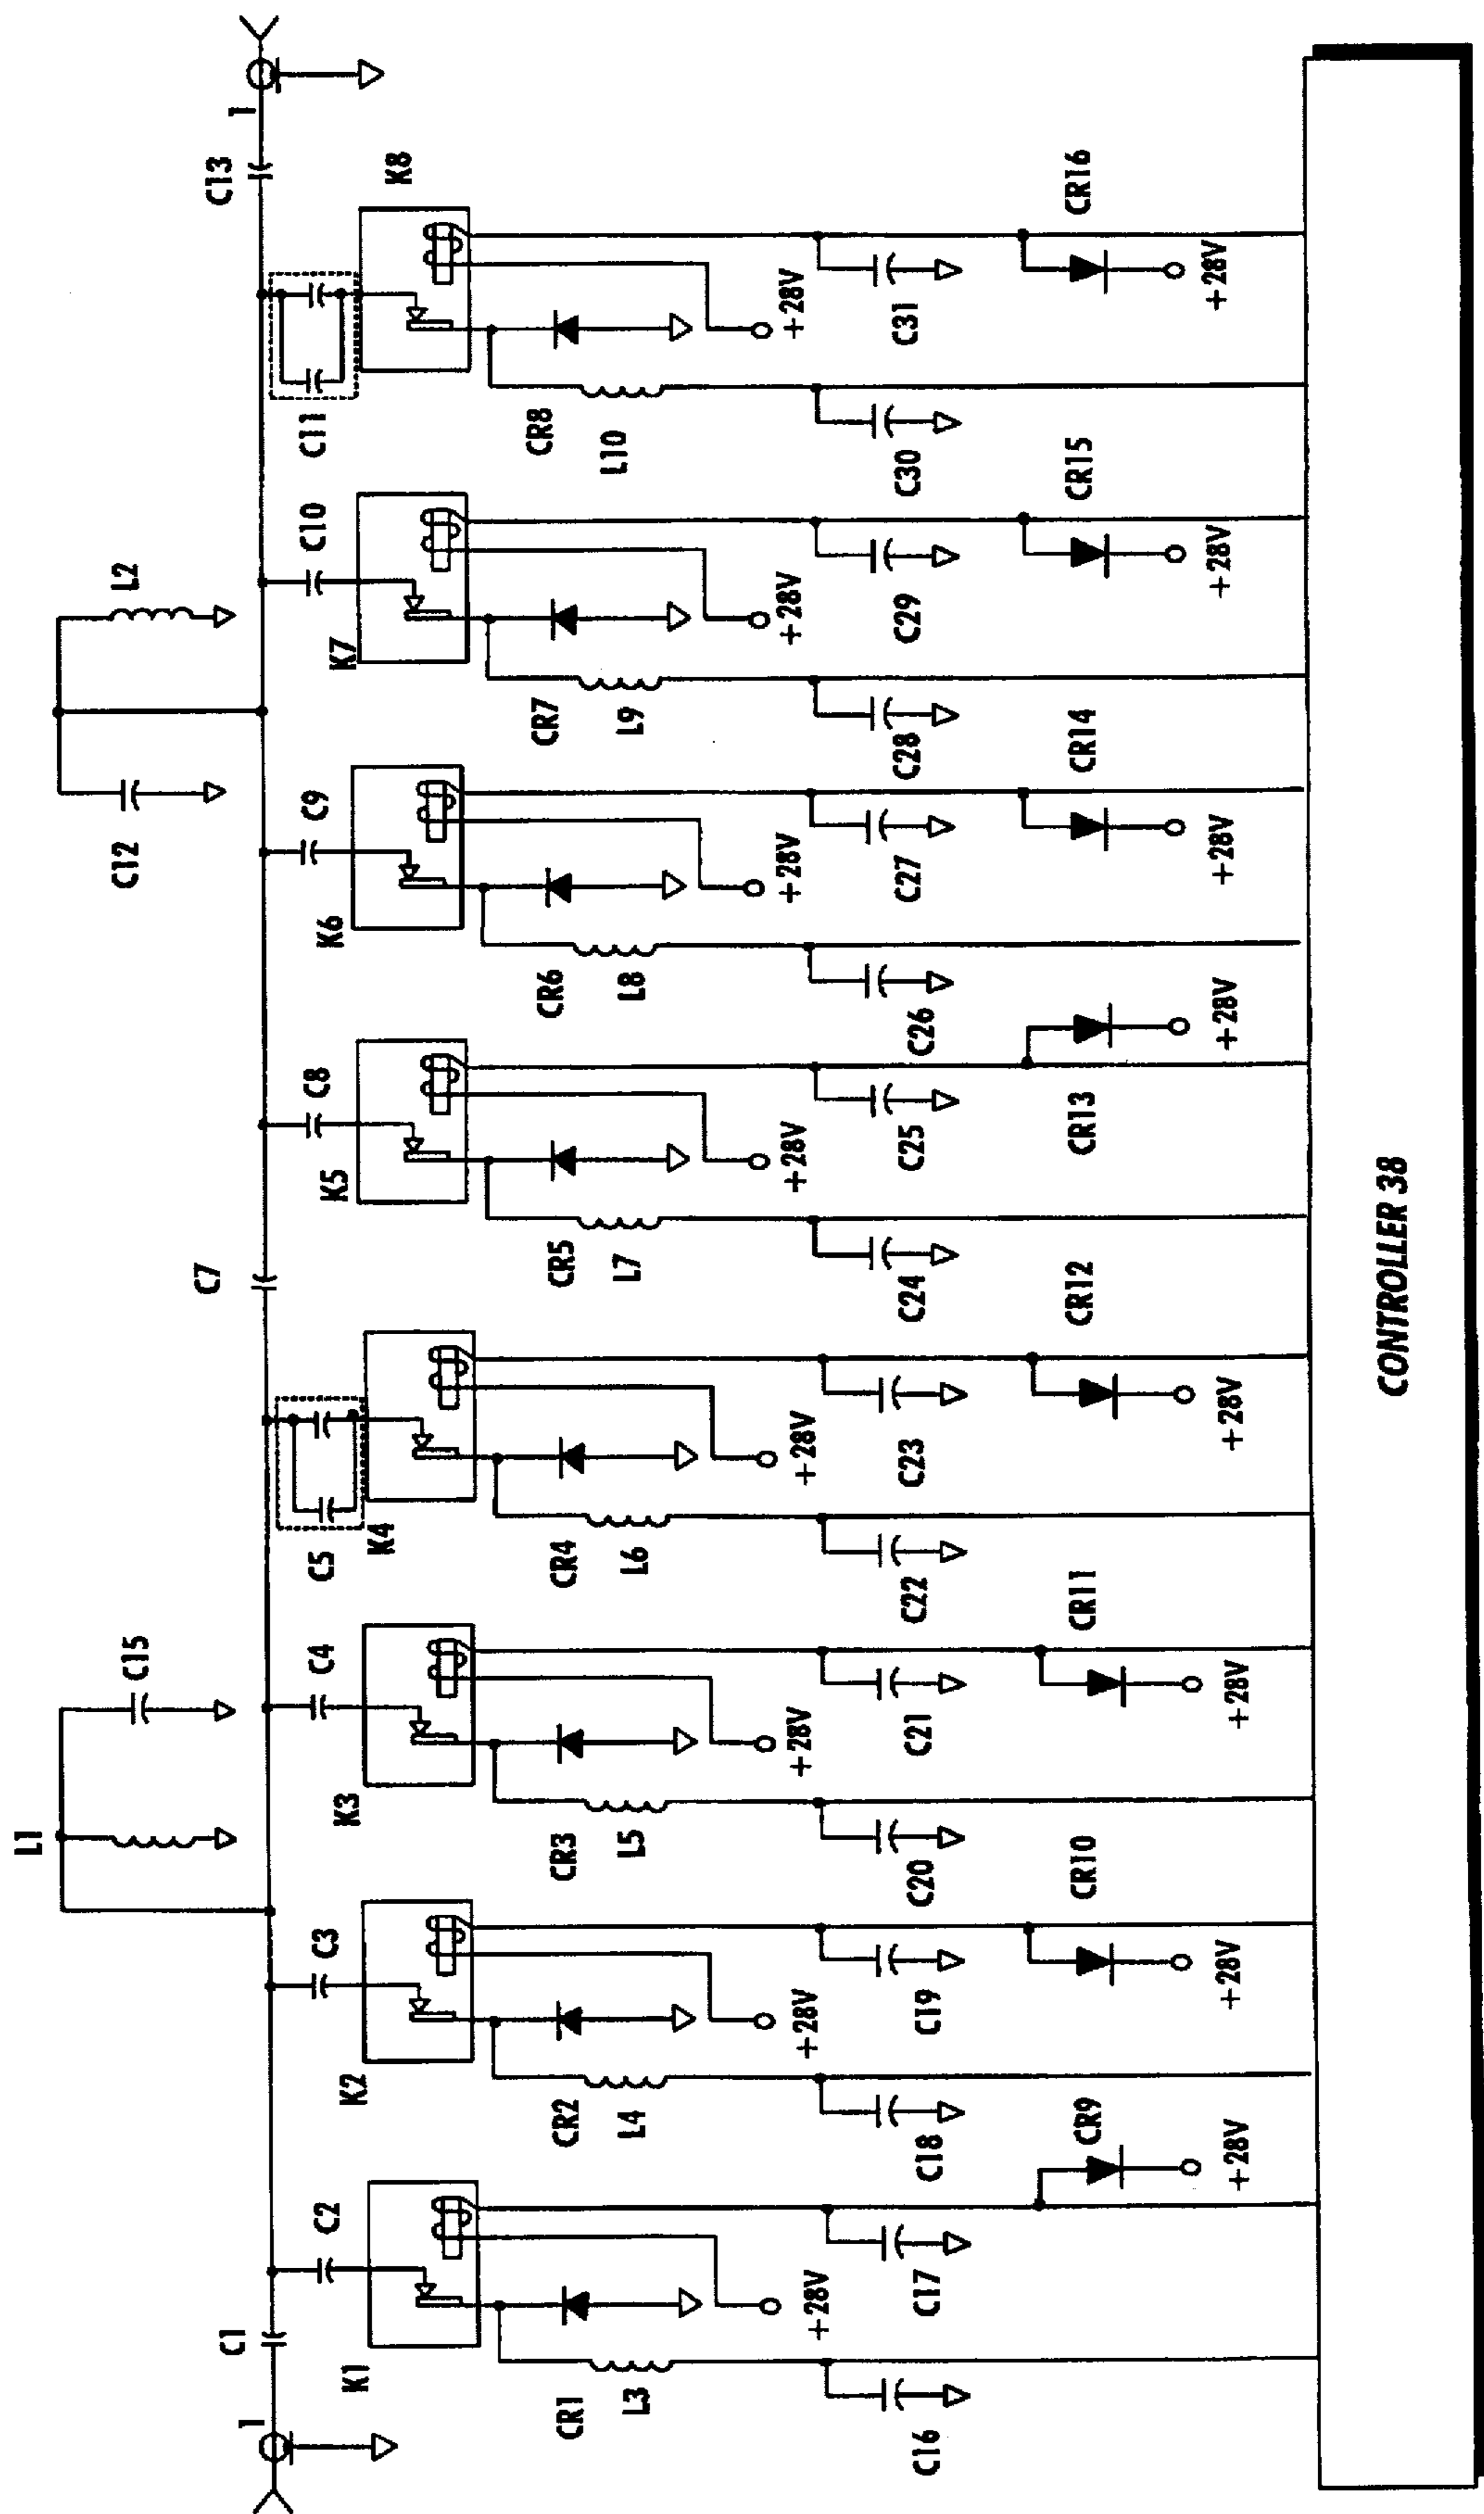 L1
C15
C12
L2
1
C1
C7
C13
1
C2
C3
C4
C5
C8
C9
C10
C11
K1
K2
K3
K4
K5
K6
K7
K8
CR1
CR2
CR3
CR4
CR5
CR6
CR7
CR8
L3
L4
L5
L6
L7
L8
L9
L10
+28V
+28V
+28V
+28V
+28V
+28V
+28V
+28V
C16
C17
C18
C19
C20
C21
C22
C23
C24
C25
C26
C27
C28
C29
C30
C31
CR9
CR10
CR11
CR12
CR13
CR14
CR15
CR16
+28V
+28V
+28V
+28V
+28V
+28V
+28V
+28V
CONTROLLER 38